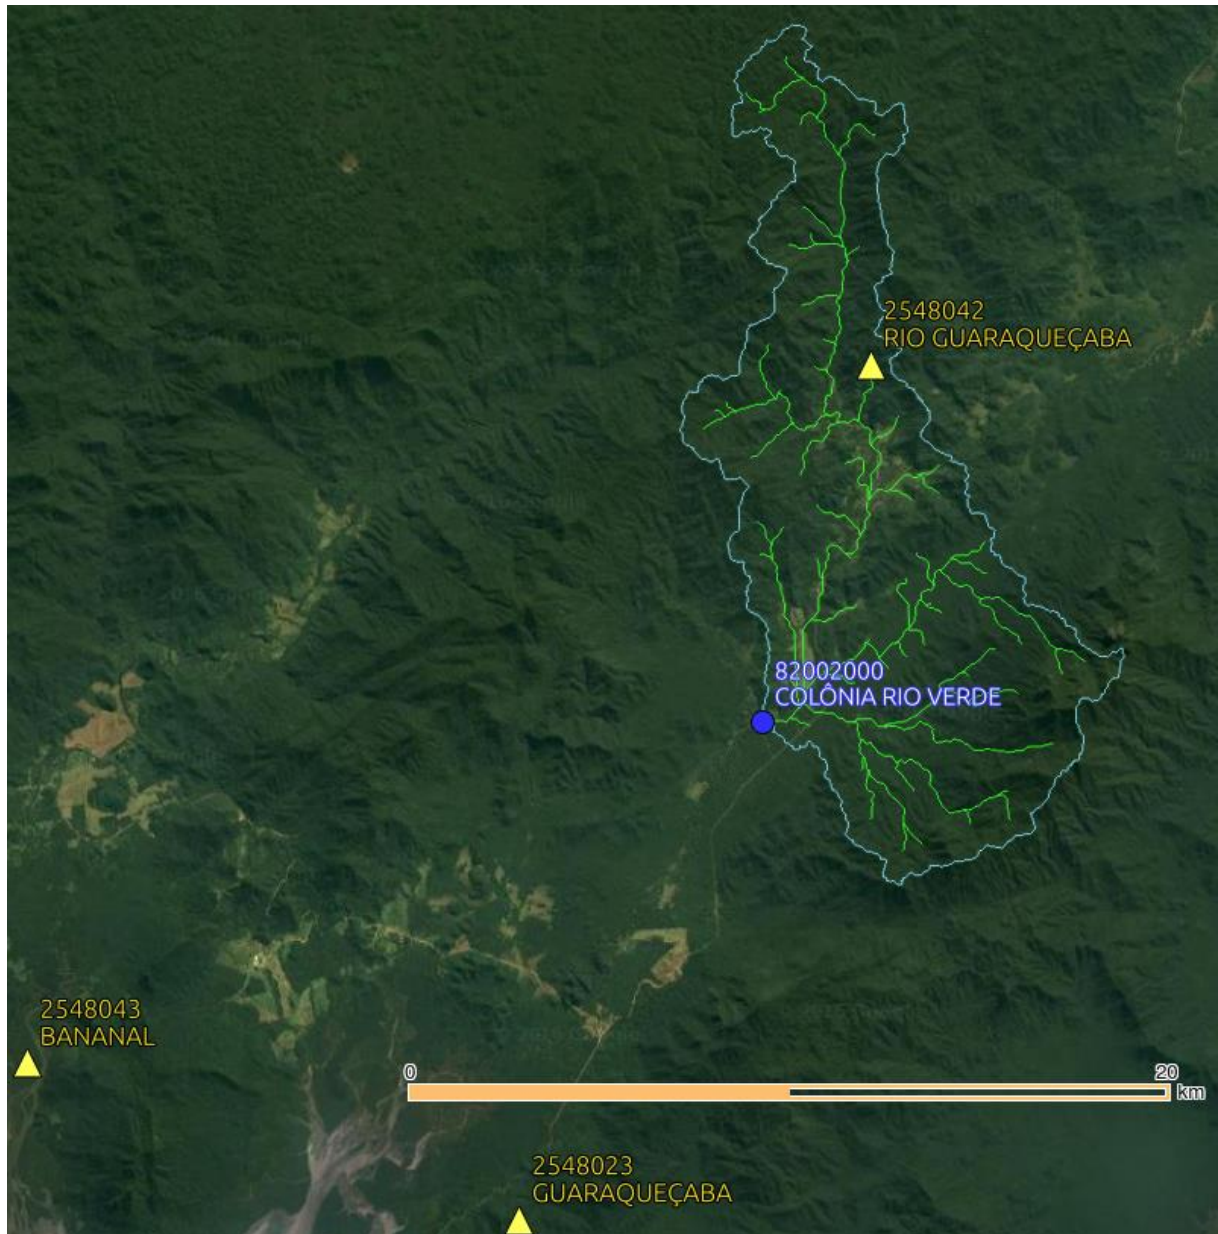 2548042
RIO GUARAQUEÇABA
82002000
COLÔNIA RIO VERDE
2548043
BANANAL
0
20
km
2548023
GUARAQUEÇABA